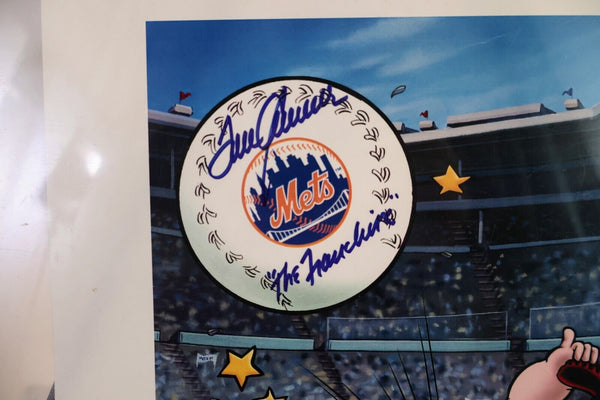 Tom Seaver
Mets
"The Franchise"